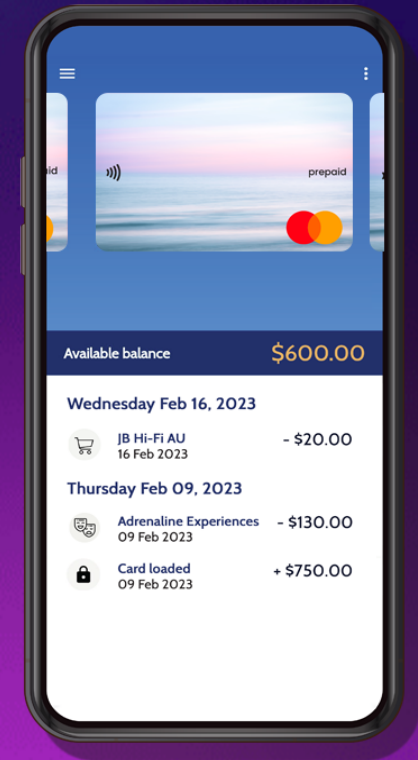 id
prepaid
Available balance $600.00
Wednesday Feb 16, 2023
JB Hi-Fi AU - $20.00
16 Feb 2023
Thursday Feb 09, 2023
Adrenaline Experiences - $130.00
09 Feb 2023
Card loaded + $750.00
09 Feb 2023